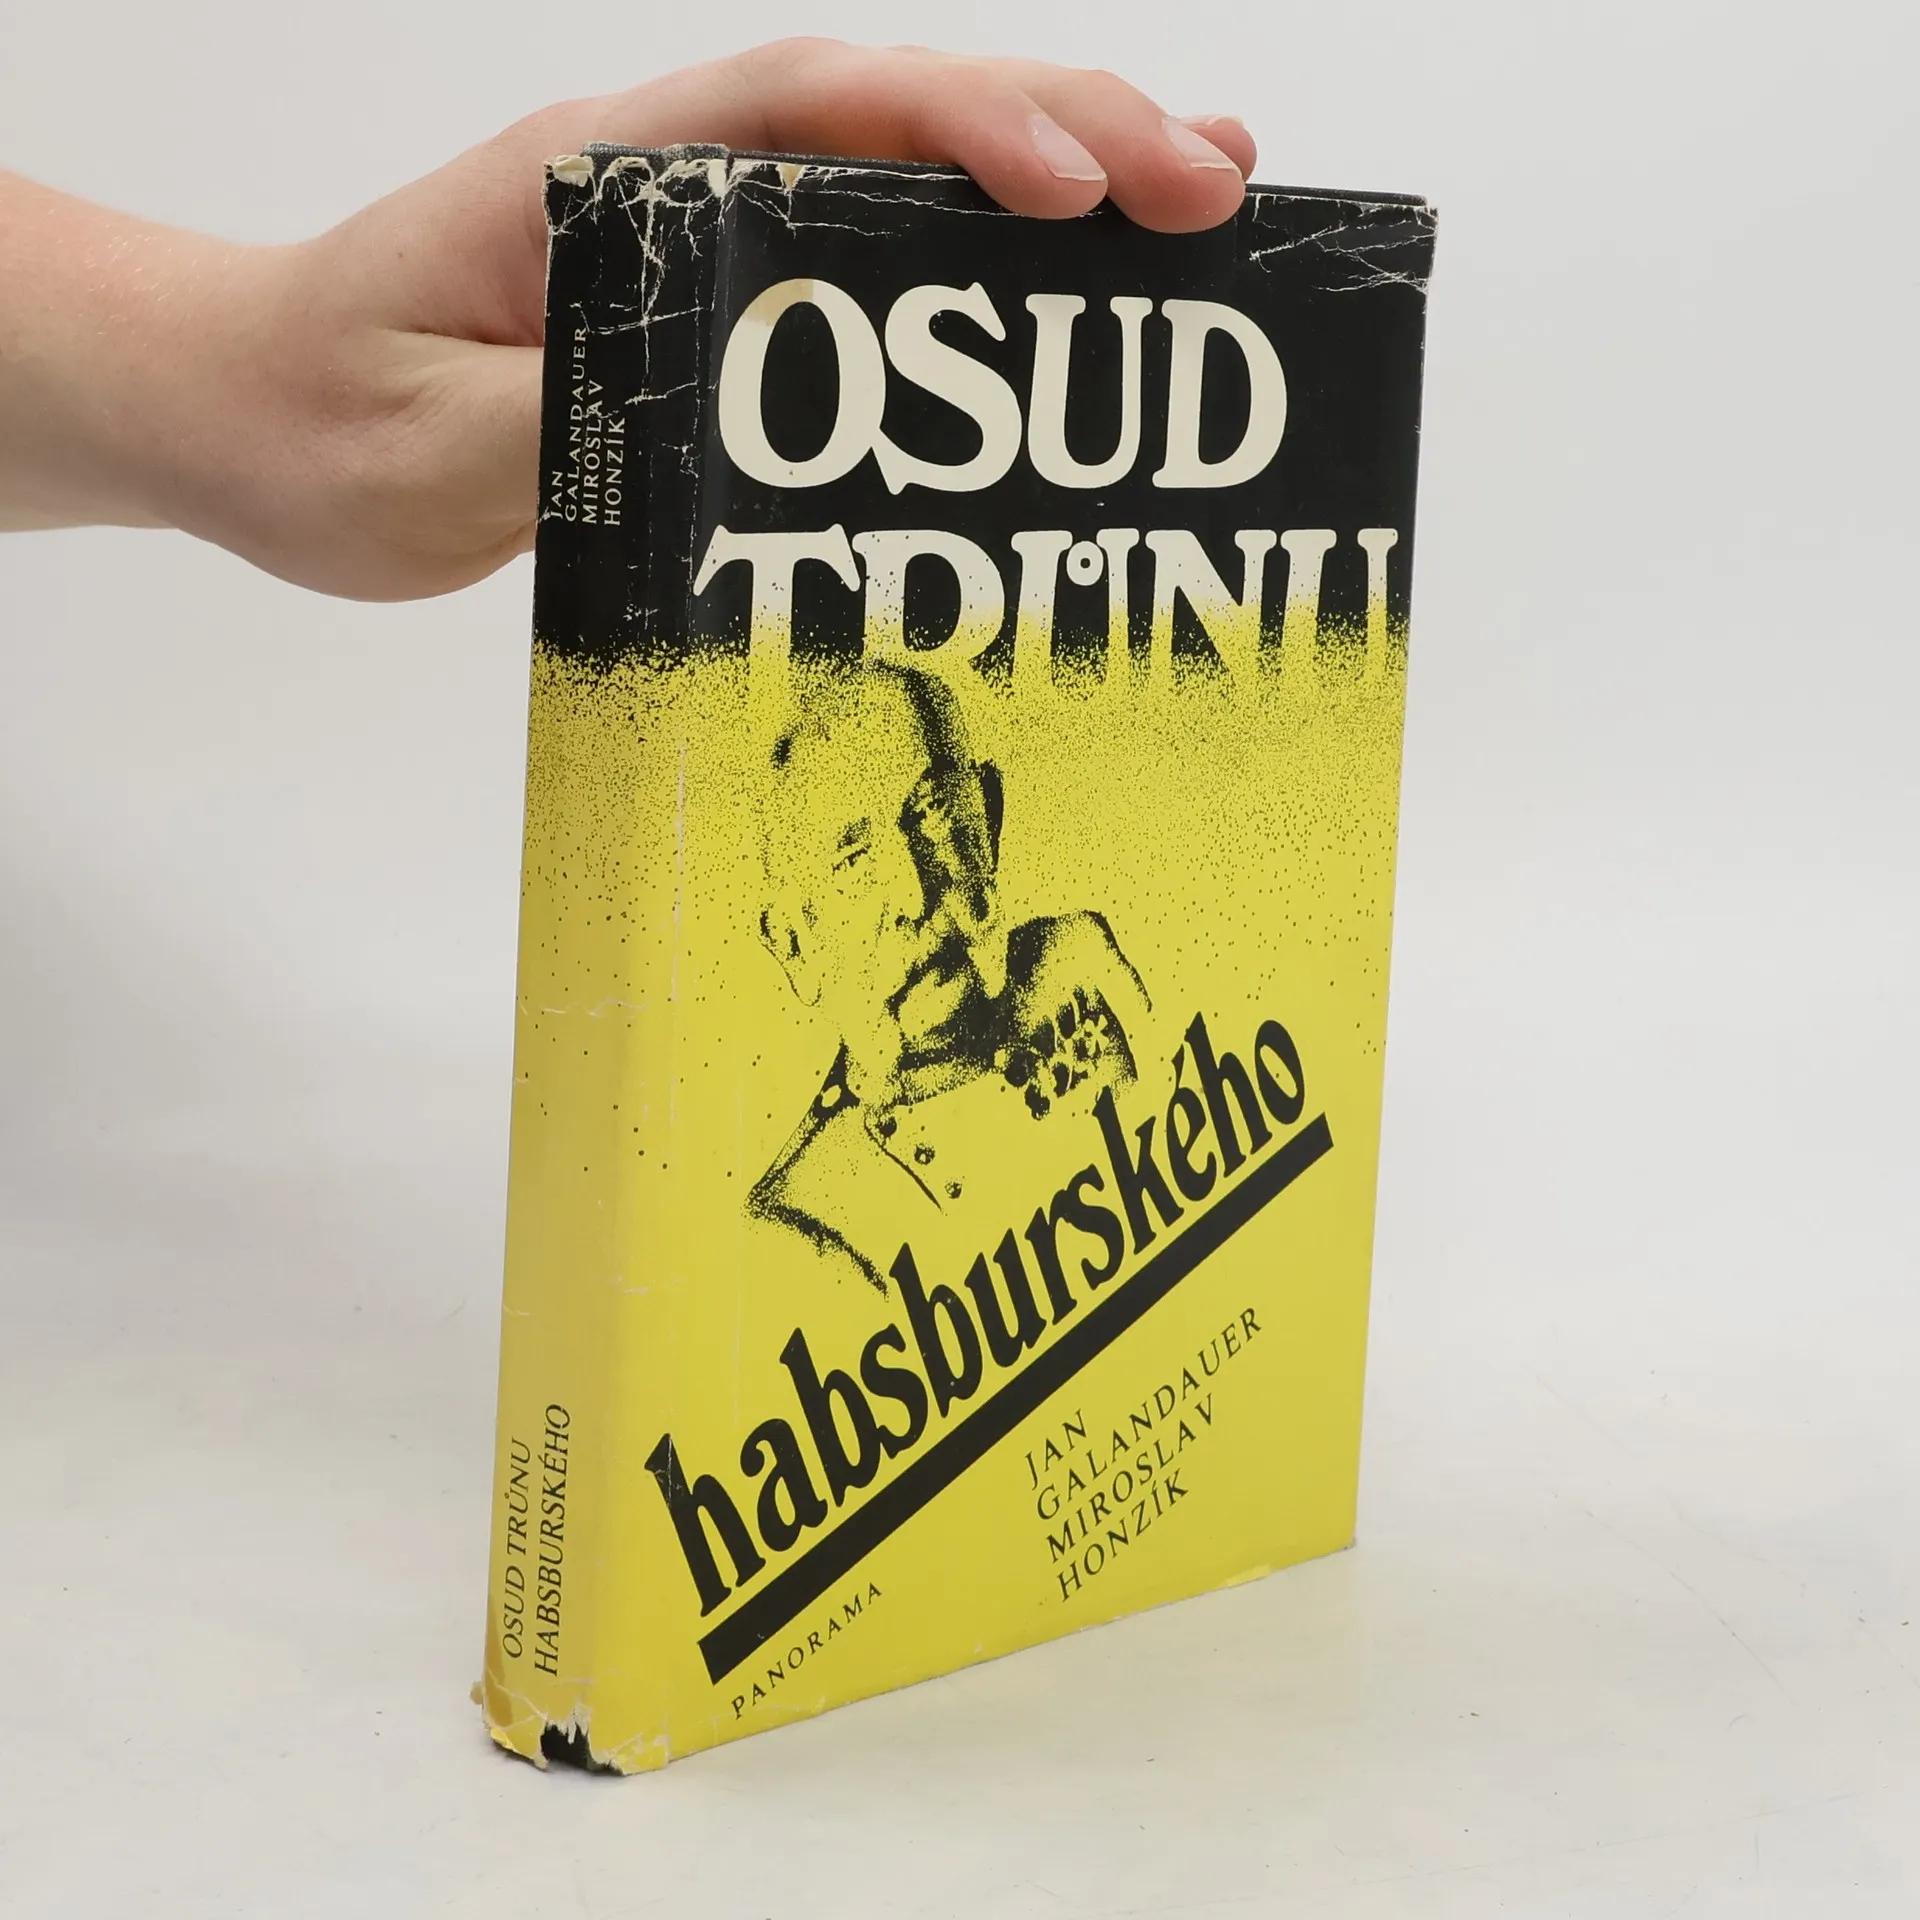 JAN
GALANDAUER
MIROSLAV
HONZÍK
OSUD TRŮNU
HABSBURSKÉHO
OSUD
TRŮNU
habsburského
JAN
GALANDAUER
MIROSLAV
HONZÍK
PANORAMA